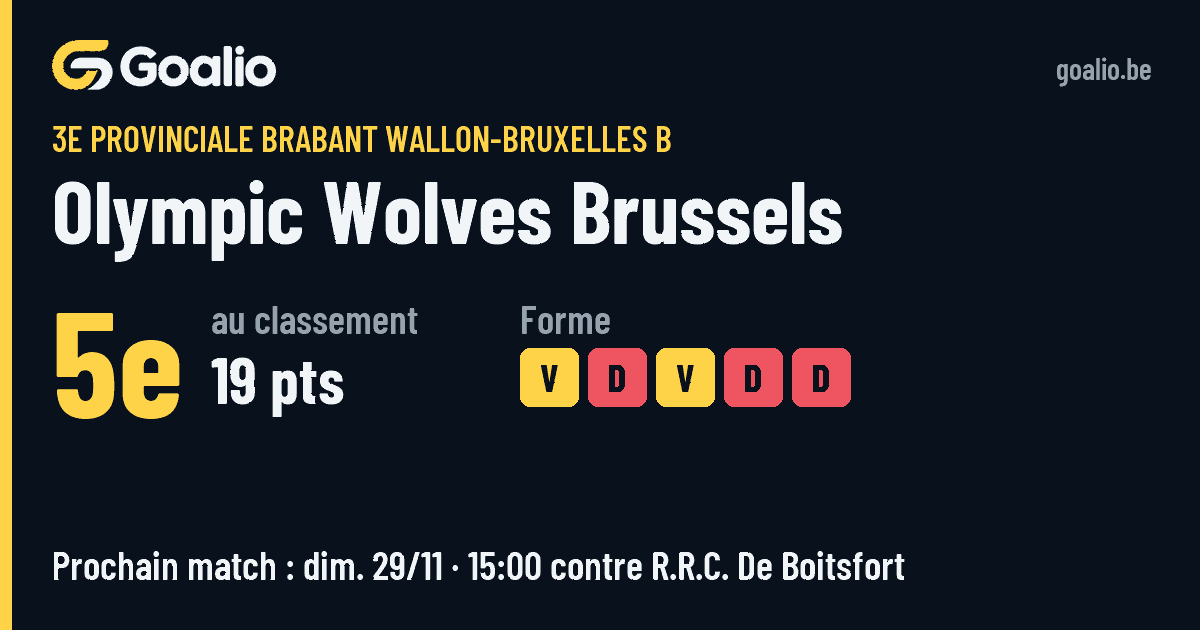 Goalio
goalio.be
3E PROVINCIALE BRABANT WALLON-BRUXELLES B
Olympic Wolves Brussels
5e
au classement
19 pts
Forme
V D V D D
Prochain match : dim. 29/11 · 15:00 contre R.R.C. De Boitsfort